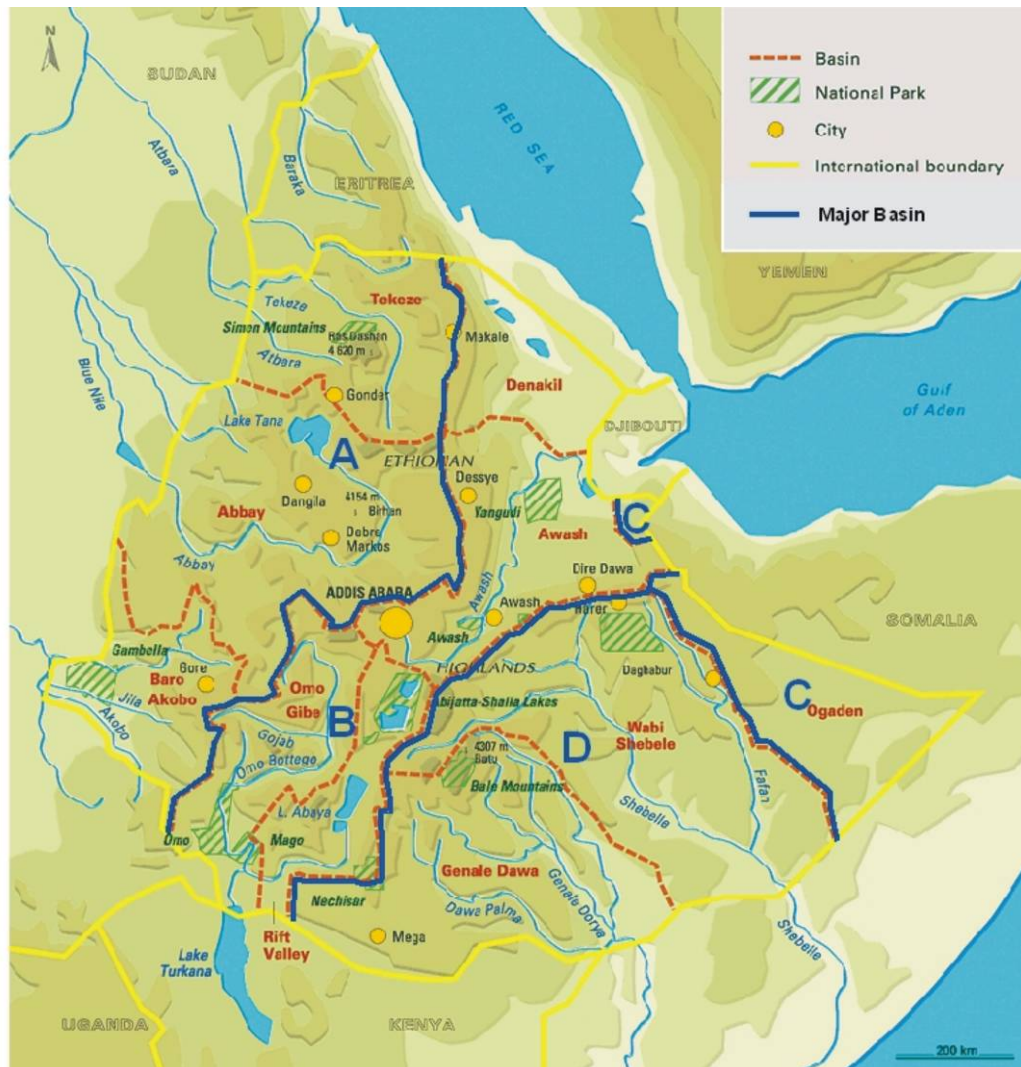 N
SUDAN
Atbara
Baraka
ERITREA
RED SEA
YEMEN
Basin
National Park
City
International boundary
Major Basin
Tekeze
Tekeze
Simen Mountains
Ras Dashan
4 620 m
Makale
Atbara
Blue Nile
Gondar
Denakil
Gulf
of Aden
DJIBOUTI
Lake Tana
A
ETHIOPIAN
Dessye
Dangila
4154 m
Birhan
Yangudi
Abbay
Debre
Markos
Awash
C
Abbay
ADDIS ABABA
Awash
Dire Dawa
Awash
Harer
SOMALIA
Awash
Gambella
Gore
HIGHLANDS
Daghabur
Baro
Akobo
Jila
Akobo
Omo
Gibe
B
Abijatta-Shalla Lakes
C
Ogaden
Gojab
Wabi
Shebele
D
4307 m
Batu
Omo Bottego
Bale Mountains
Fafan
L. Abaya
Shebelle
Omo
Mago
Genale Dawa
Genale Dorya
Nechisar
Dawa Palma
Shebelle
Mega
Rift
Valley
Lake
Turkana
UGANDA
KENYA
200 km